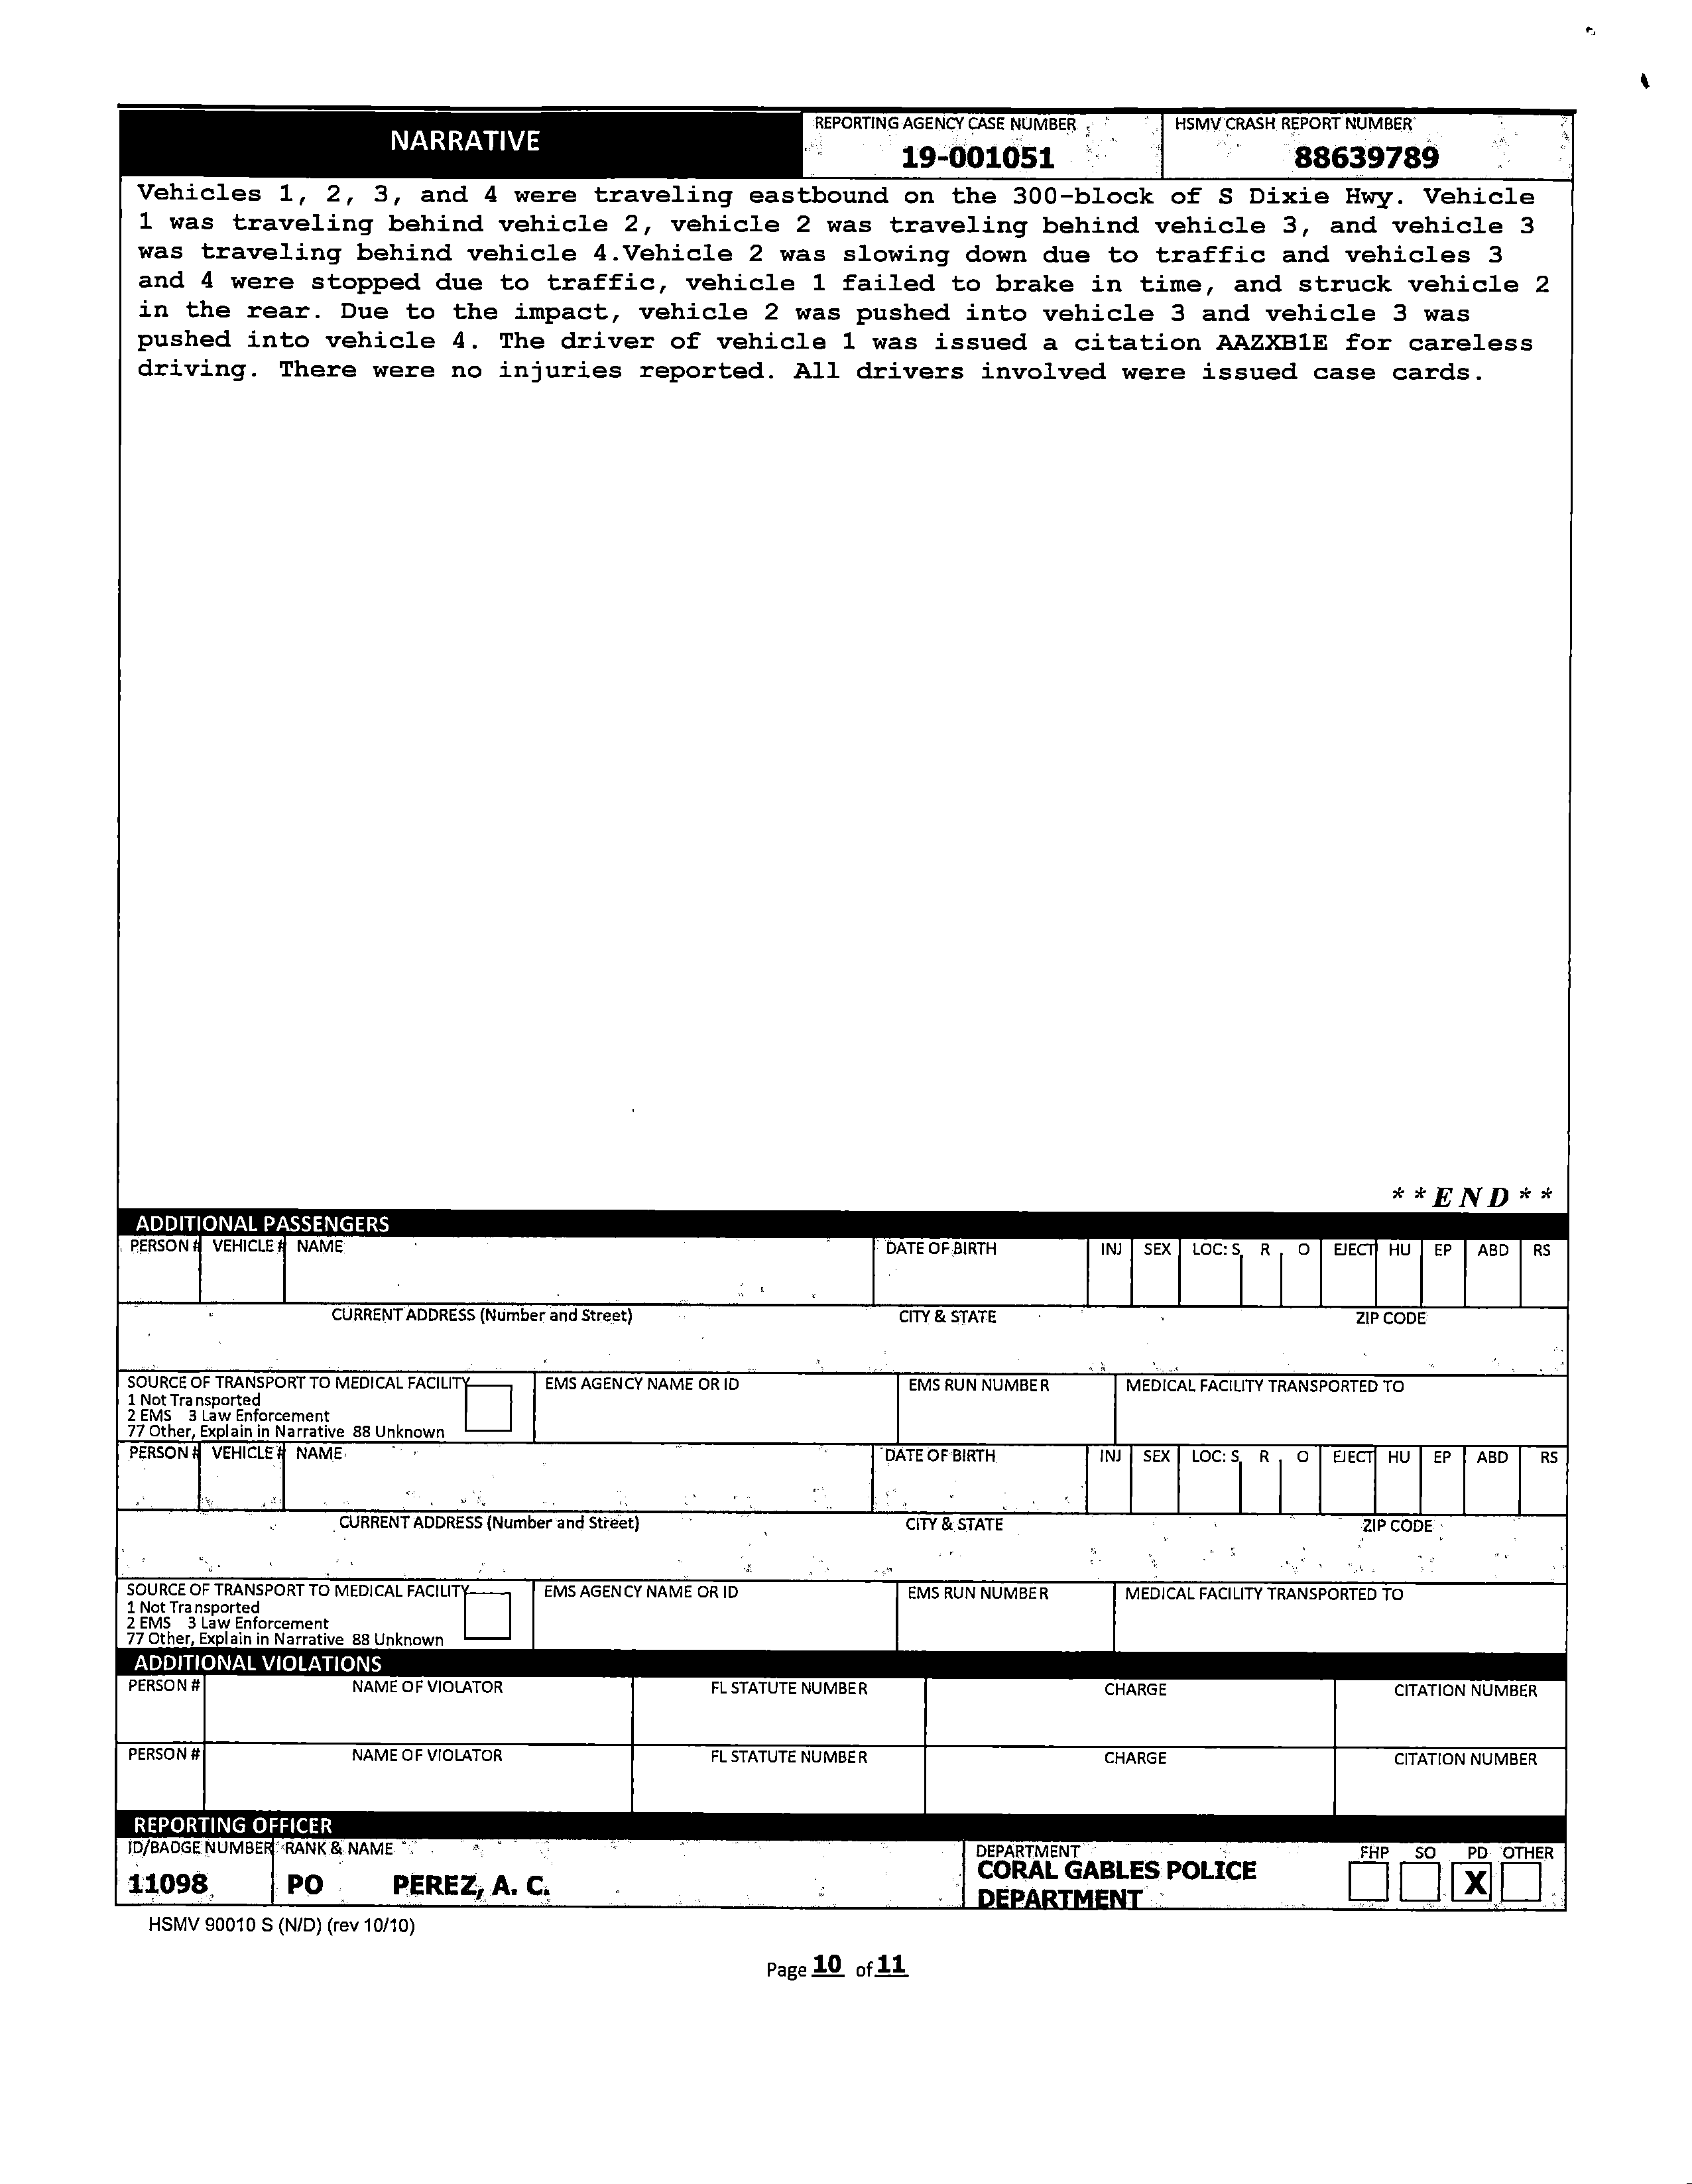 NARRATIVE
REPORTING AGENCY CASE NUMBER
19-001051
HSMV CRASH REPORT NUMBER
88639789
Vehicles 1, 2, 3, and 4 were traveling eastbound on the 300-block of S Dixie Hwy. Vehicle
1 was traveling behind vehicle 2, vehicle 2 was traveling behind vehicle 3, and vehicle 3
was traveling behind vehicle 4.Vehicle 2 was slowing down due to traffic and vehicles 3
and 4 were stopped due to traffic, vehicle 1 failed to brake in time, and struck vehicle 2
in the rear. Due to the impact, vehicle 2 was pushed into vehicle 3 and vehicle 3 was
pushed into vehicle 4. The driver of vehicle 1 was issued a citation AAZXB1E for careless
driving. There were no injuries reported. All drivers involved were issued case cards.
**END**
ADDITIONAL PASSENGERS
PERSON # VEHICLE # NAME DATE OF BIRTH INJ SEX LOC: S R O EJECT HU EP ABD RS
CURRENT ADDRESS (Number and Street) CITY & STATE ZIP CODE
SOURCE OF TRANSPORT TO MEDICAL FACILITY EMS AGENCY NAME OR ID EMS RUN NUMBER MEDICAL FACILITY TRANSPORTED TO
1 Not Transported
2 EMS 3 Law Enforcement
77 Other, Explain in Narrative 88 Unknown
PERSON # VEHICLE # NAME DATE OF BIRTH INJ SEX LOC: S R O EJECT HU EP ABD RS
CURRENT ADDRESS (Number and Street) CITY & STATE ZIP CODE
SOURCE OF TRANSPORT TO MEDICAL FACILITY EMS AGENCY NAME OR ID EMS RUN NUMBER MEDICAL FACILITY TRANSPORTED TO
1 Not Transported
2 EMS 3 Law Enforcement
77 Other, Explain in Narrative 88 Unknown
ADDITIONAL VIOLATIONS
PERSON # NAME OF VIOLATOR FL STATUTE NUMBER CHARGE CITATION NUMBER
PERSON # NAME OF VIOLATOR FL STATUTE NUMBER CHARGE CITATION NUMBER
REPORTING OFFICER
ID/BADGE NUMBER RANK & NAME DEPARTMENT FHP SO PD OTHER
11098 PO PEREZ, A. C. CORAL GABLES POLICE X
DEPARTMENT
HSMV 90010 S (N/D) (rev 10/10)
Page 10 of 11